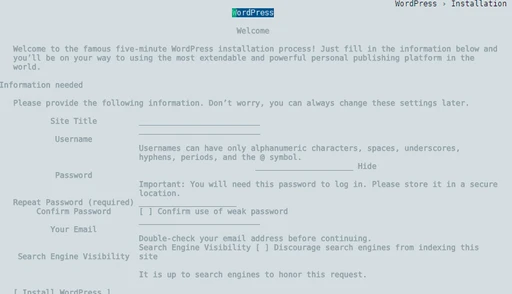 WordPress › Installation
WordPress
Welcome
Welcome to the famous five-minute WordPress installation process! Just fill in the information below and
you’ll be on your way to using the most extendable and powerful personal publishing platform in the
world.
Information needed
Please provide the following information. Don’t worry, you can always change these settings later.
Site Title
Username
Usernames can have only alphanumeric characters, spaces, underscores,
hyphens, periods, and the @ symbol.
Hide
Password
Important: You will need this password to log in. Please store it in a secure
location.
Repeat Password (required)
Confirm Password [ ] Confirm use of weak password
Your Email
Double-check your email address before continuing.
Search Engine Visibility [ ] Discourage search engines from indexing this
Search Engine Visibility site
It is up to search engines to honor this request.
[ Install WordPress ]